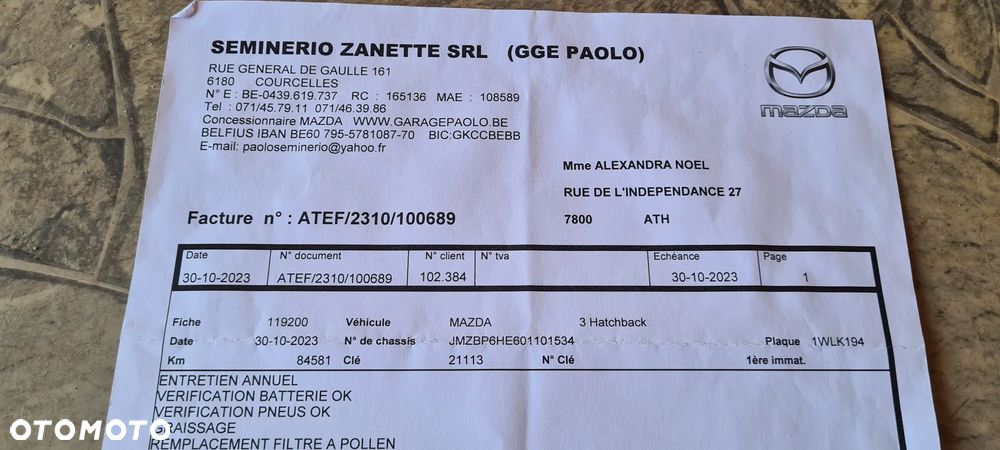 SEMINERIO ZANETTE SRL (GGE PAOLO)
RUE GENERAL DE GAULLE 161
6180 COURCELLES
N° E : BE-0439.619.737 RC : 165136 MAE : 108589
Tel : 071/45.79.11 071/46.39.86
Concessionnaire MAZDA WWW.GARAGEPAOLO.BE
BELFIUS IBAN BE60 795-5781087-70 BIC:GKCCBEBB
E-mail: paoloseminerio@yahoo.fr
mazda
Mme ALEXANDRA NOEL
RUE DE L'INDEPENDANCE 27
7800 ATH
Facture n° : ATEF/2310/100689
Date N° document N° client N° tva Echéance Page
30-10-2023 ATEF/2310/100689 102.384 30-10-2023 1
Fiche 119200 Véhicule MAZDA 3 Hatchback
Date 30-10-2023 N° de chassis JMZBP6HE601101534 Plaque 1WLK194
Km 84581 Clé 21113 N° Clé 1ère immat.
ENTRETIEN ANNUEL
VERIFICATION BATTERIE OK
VERIFICATION PNEUS OK
GRAISSAGE
REMPLACEMENT FILTRE A POLLEN
OTOMOTO